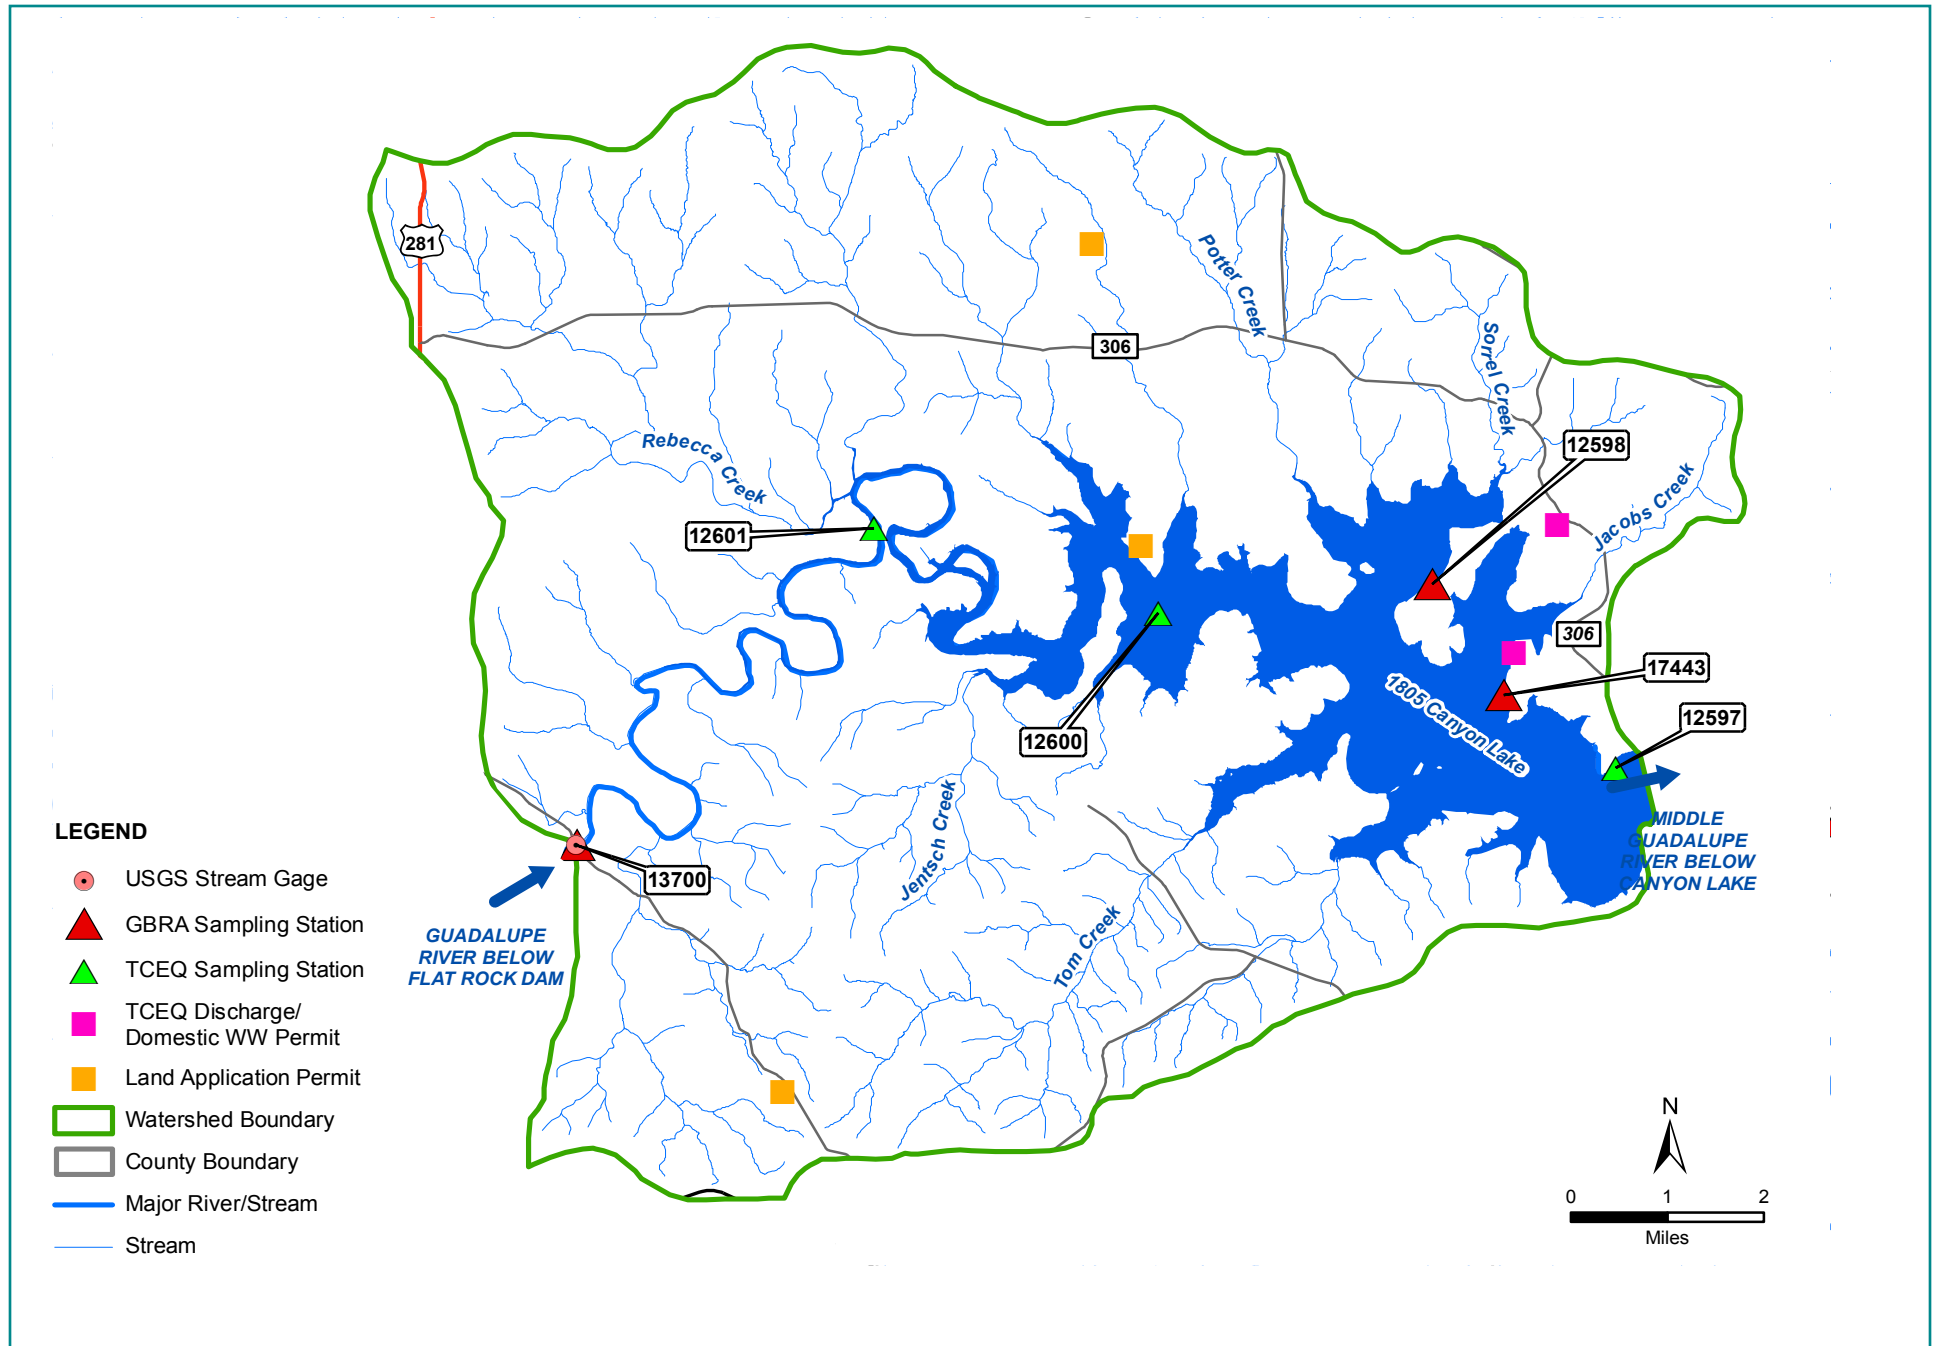 281
306
Potter Creek
Sorrel Creek
12598
Rebecca Creek
Jacobs Creek
12601
306
17443
1805 Canyon Lake
12597
12600
MIDDLE
GUADALUPE
RIVER BELOW
CANYON LAKE
Jentsch Creek
13700
Tom Creek
GUADALUPE
RIVER BELOW
FLAT ROCK DAM
LEGEND
USGS Stream Gage
GBRA Sampling Station
TCEQ Sampling Station
TCEQ Discharge/
Domestic WW Permit
Land Application Permit
Watershed Boundary
County Boundary
Major River/Stream
Stream
N
0 1 2
Miles